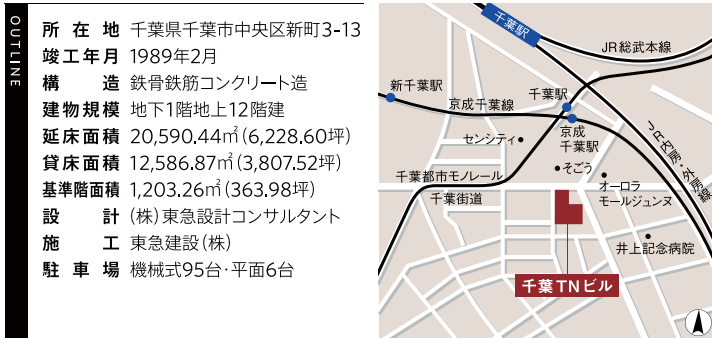 OUTLINE
所在地 千葉県千葉市中央区新町3-13
竣工年月 1989年2月
構造 鉄骨鉄筋コンクリート造
建物規模 地下1階地上12階建
延床面積 20,590.44㎡(6,228.60坪)
貸床面積 12,586.87㎡(3,807.52坪)
基準階面積 1,203.26㎡(363.98坪)
設計 (株)東急設計コンサルタント
施工 東急建設(株)
駐車場 機械式95台・平面6台
千葉駅
JR総武本線
新千葉駅
京成千葉線
千葉駅
京成
千葉駅
センシティ
JR内房・外房線
そごう
千葉都市モノレール
千葉街道
オーロラ
モールジュンヌ
井上記念病院
千葉TNビル